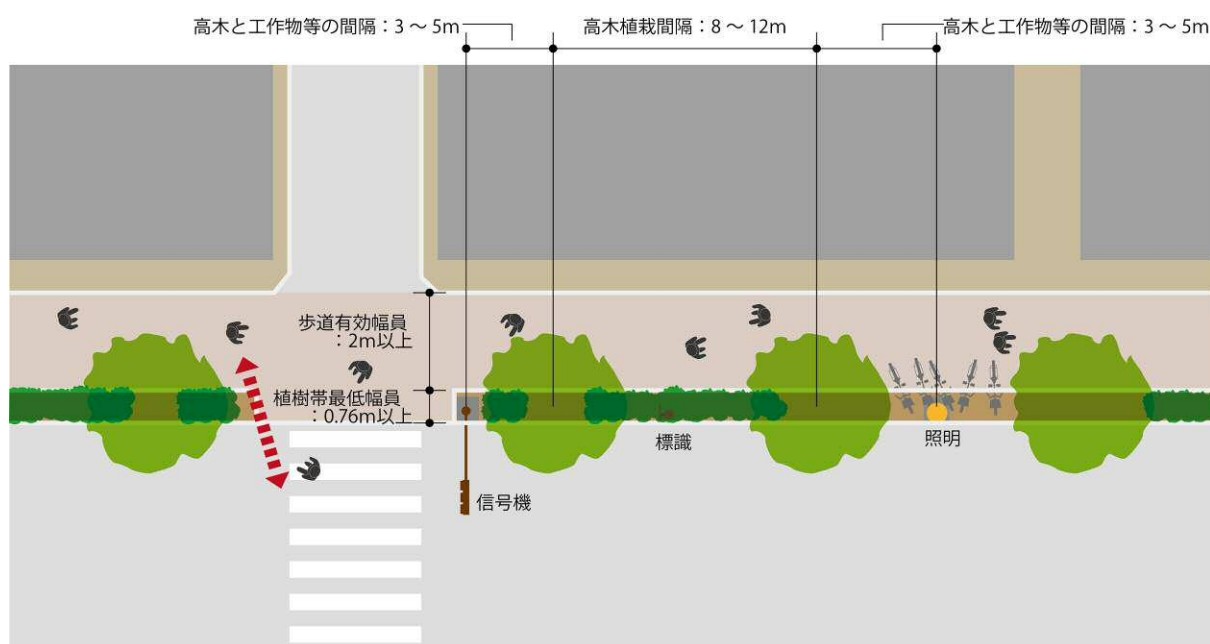 高木と工作物等の間隔：3 ～ 5m
高木植栽間隔：8 ～ 12m
高木と工作物等の間隔：3 ～ 5m
歩道有効幅員
：2m以上
植樹帯最低幅員
：0.76m以上
標識
照明
信号機